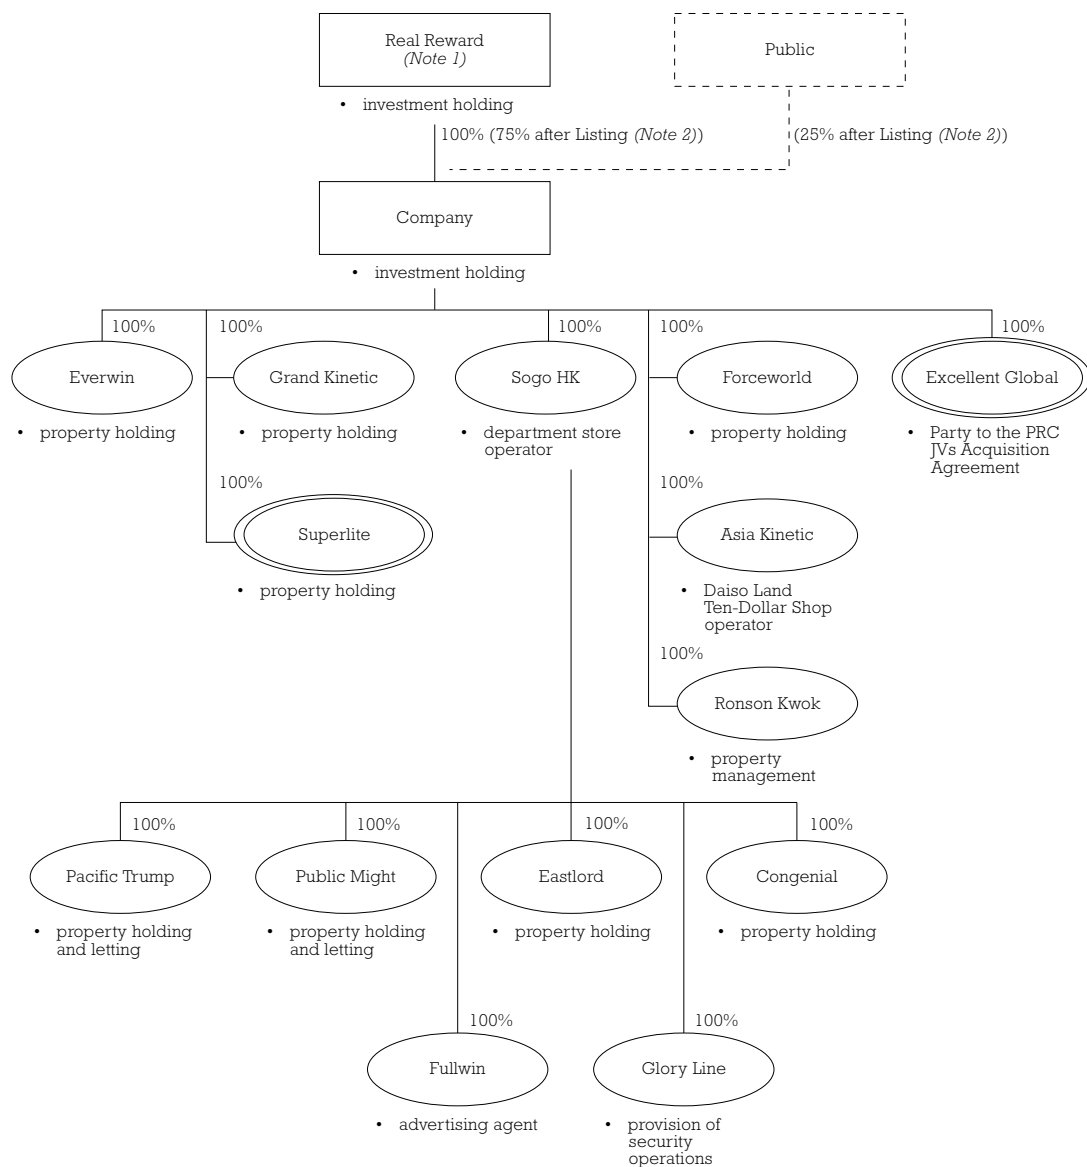 Real Reward
(Note 1)
Public
• investment holding
100% (75% after Listing (Note 2))
(25% after Listing (Note 2))
Company
• investment holding
100%
100%
100%
100%
100%
Everwin
Grand Kinetic
Sogo HK
Forceworld
Excellent Global
• property holding
• property holding
• department store
operator
• property holding
• Party to the PRC
JVs Acquisition
Agreement
100%
100%
Superlite
Asia Kinetic
• property holding
• Daiso Land
Ten-Dollar Shop
operator
100%
Ronson Kwok
• property
management
100%
100%
100%
100%
Pacific Trump
Public Might
Eastlord
Congenial
• property holding
and letting
• property holding
and letting
• property holding
• property holding
100%
100%
Fullwin
Glory Line
• advertising agent
• provision of
security
operations